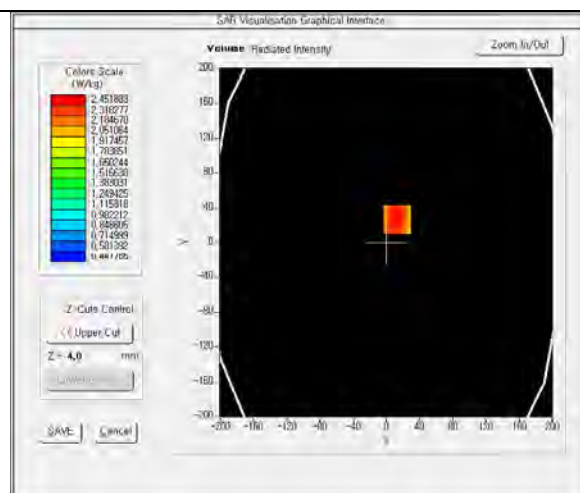 SAR Visualisation Graphical Interface
Volume Radiated Intensity
Zoom In/Out
Colors Scale
(W/kg)
2.451883
2.318277
2.184670
2.051064
1.917457
1.783851
1.650244
1.516638
1.383031
1.249425
1.115818
0.982212
0.848605
0.714999
0.581392
0.447785
200
160
120
80
40
0
-40
-80
-120
-160
-200
Y
-200 -160 -120 -80 -40 0 40 80 120 160 200
X
Z-Cuts Control
<< Upper Cut
Z = 4.0 mm
SAVE Cancel